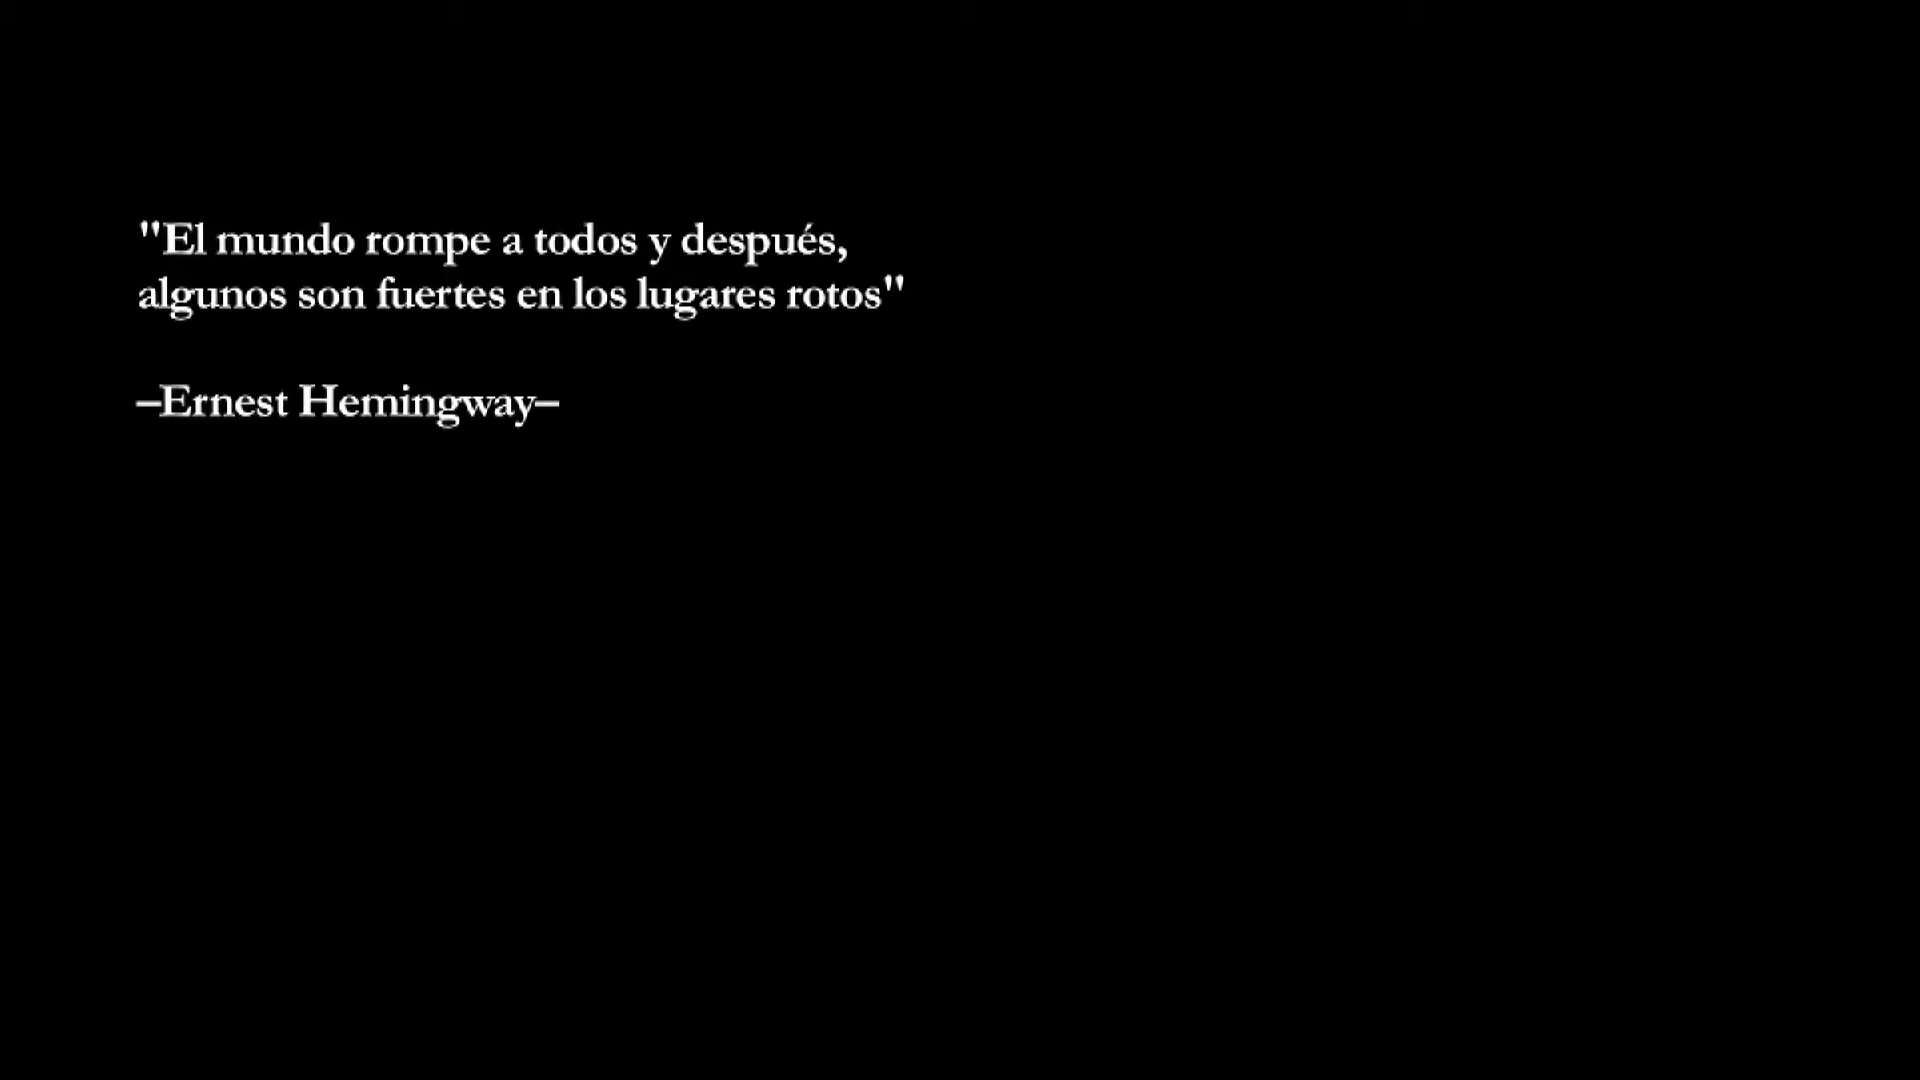 "El mundo rompe a todos y después,
algunos son fuertes en los lugares rotos"
–Ernest Hemingway–